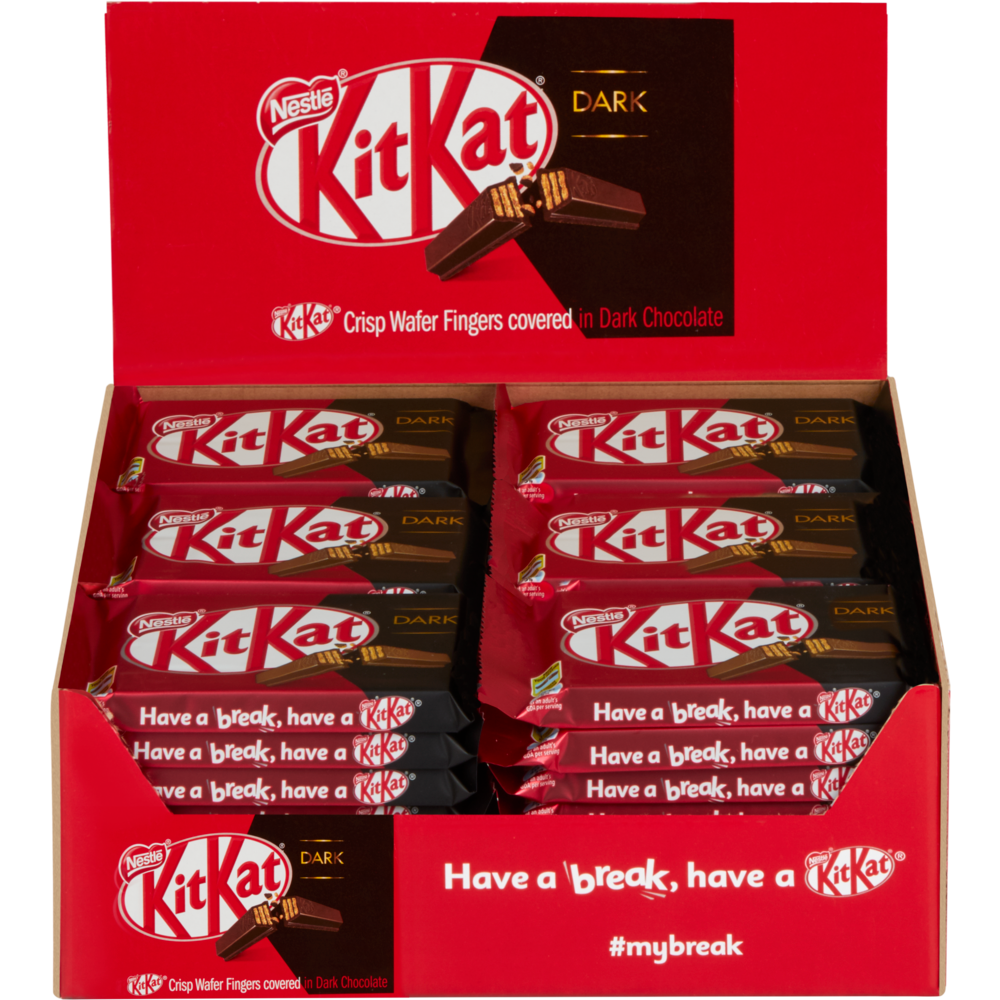 Nestlé
KitKat®
DARK
KitKat® Crisp Wafer Fingers covered in Dark Chocolate
Nestlé KitKat DARK
Nestlé KitKat DARK
Nestlé KitKat DARK
Nestlé KitKat DARK
Nestlé KitKat DARK
Nestlé KitKat DARK
Have a break, have a KitKat®
Have a break, have a KitKat®
Have a break, have a KitKat®
Have a break, have a KitKat®
Have a break, have a KitKat®
Have a break, have a KitKat
Nestlé
KitKat
DARK
KitKat® Crisp Wafer Fingers covered in Dark Chocolate
Have a break, have a KitKat®
#mybreak